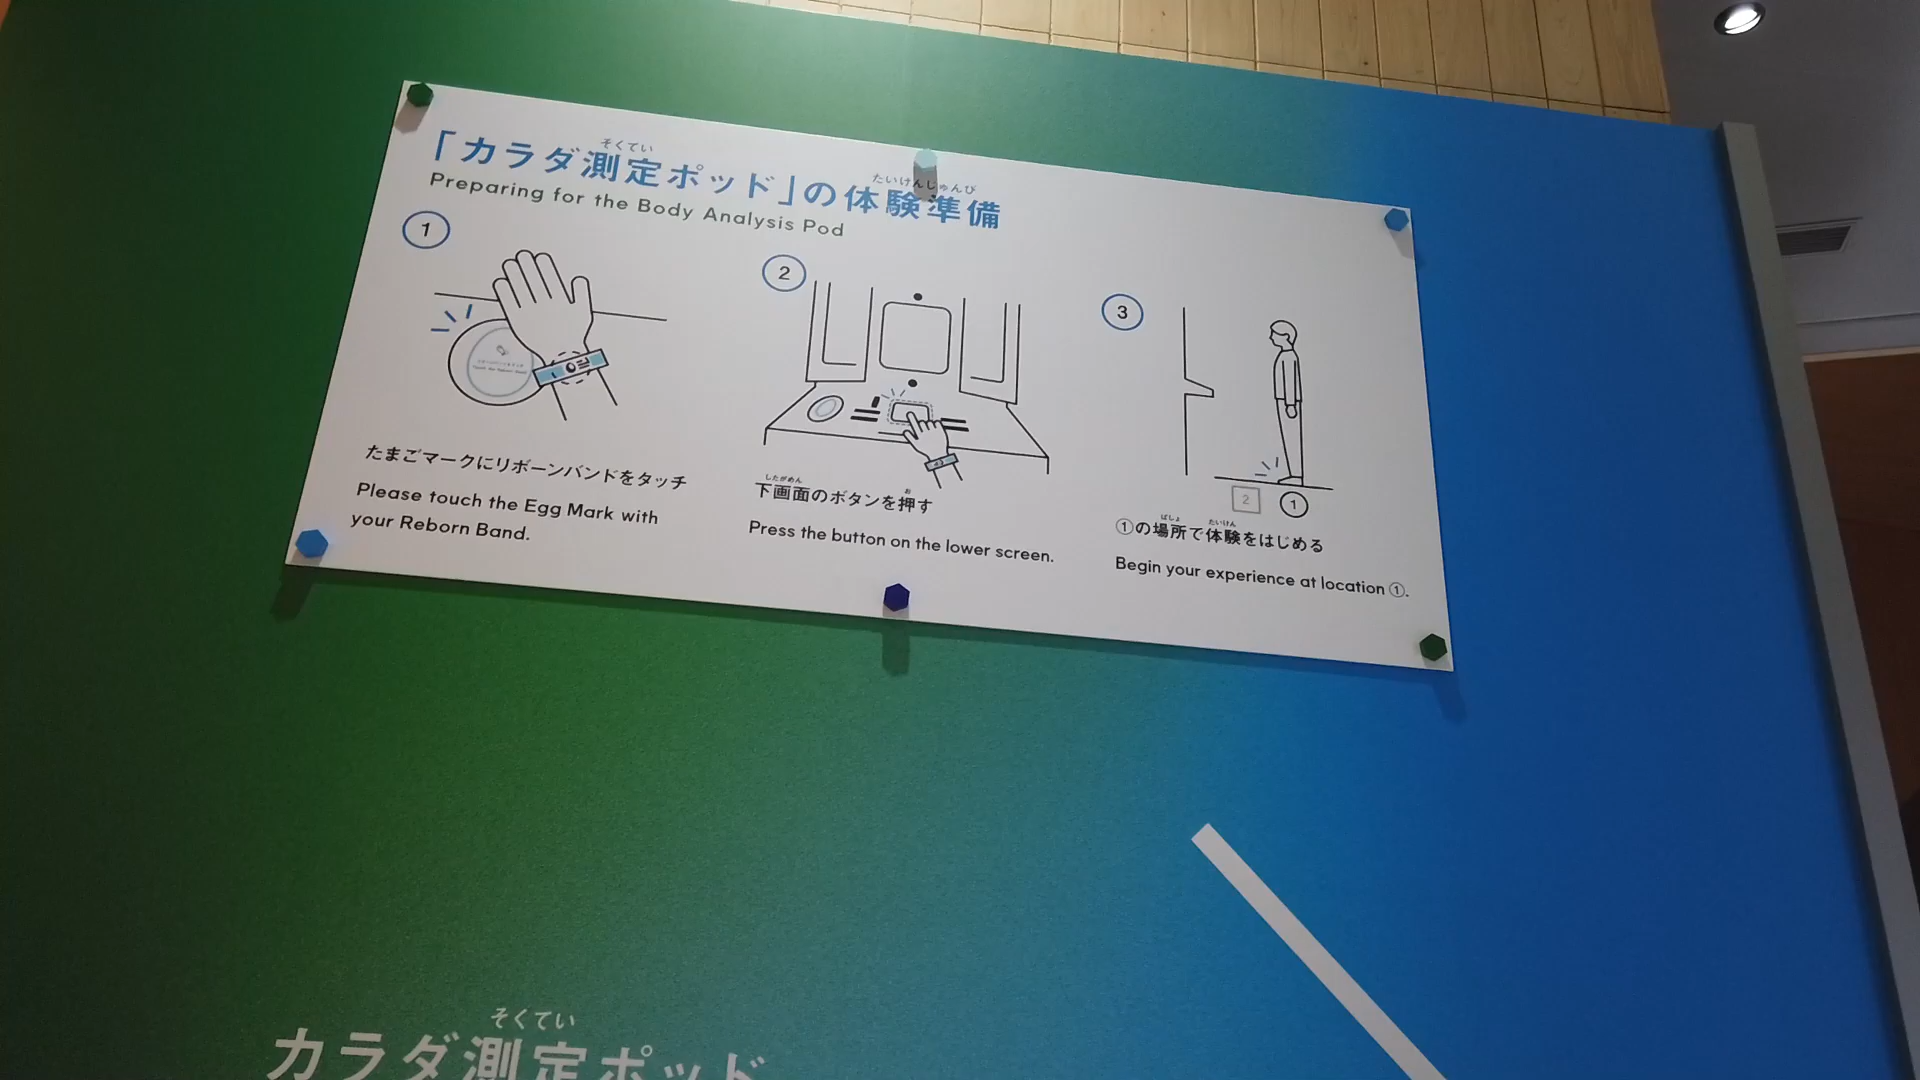 そくてい
たいけんじゅんび
「カラダ測定ポッド」の体験準備
Preparing for the Body Analysis Pod
1
たまごマークにリボーンバンドをタッチ
Please touch the Egg Mark with
your Reborn Band.
2
したがめん
お
下画面のボタンを押す
Press the button on the lower screen.
3
2
1
ばしょ
たいけん
①の場所で体験をはじめる
Begin your experience at location ①.
そくてい
カラダ測定ポッド